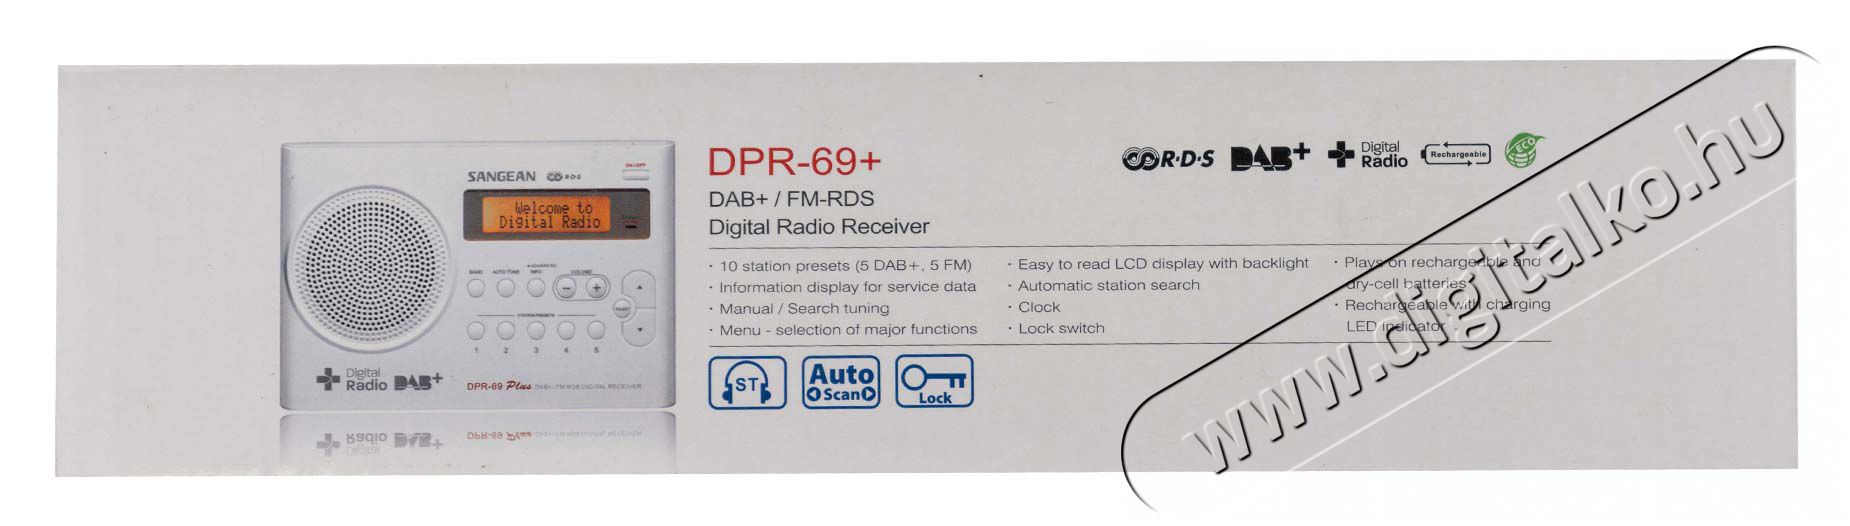 ON / OFF
SANGEAN R·D·S
Welcome to
Digital Radio
BAND AUTO TUNE ADVANCED INFO VOLUME
- +
SELECT
STATION PRESETS
1 2 3 4 5
Digital Radio DAB+
DPR-69 Plus DAB+/ FM RDS DIGITAL RECEIVER
DPR-69+
DAB+ / FM-RDS
Digital Radio Receiver
R·D·S DAB+ Digital Radio Rechargeable ECO
· 10 station presets (5 DAB+, 5 FM)
· Information display for service data
· Manual / Search tuning
· Menu - selection of major functions
· Easy to read LCD display with backlight
· Automatic station search
· Clock
· Lock switch
· Plays on rechargeable and
dry-cell batteries
· Rechargeable with charging
LED indicator
ST
Auto
Scan
Lock
www.digitalko.hu